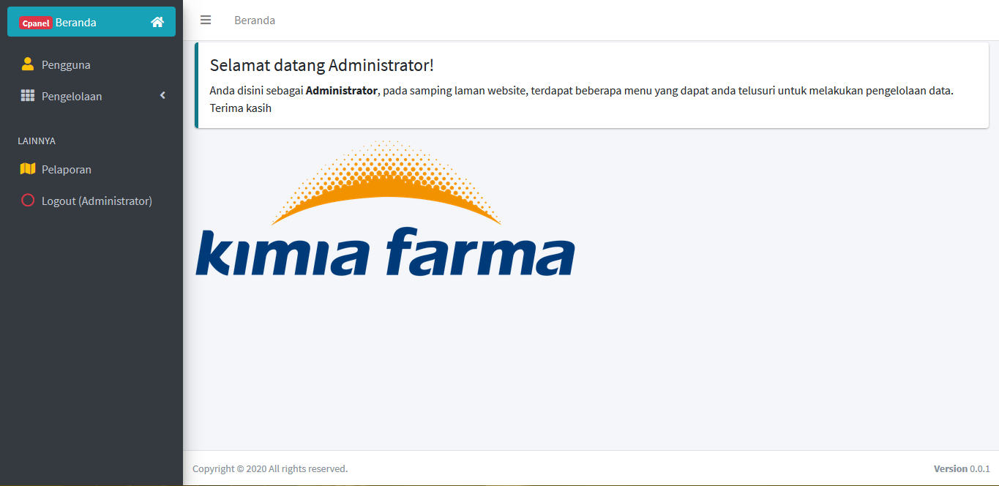 Cpanel Beranda
Pengguna
Pengelolaan
LAINNYA
Pelaporan
Logout (Administrator)
Beranda
Selamat datang Administrator!
Anda disini sebagai Administrator, pada samping laman website, terdapat beberapa menu yang dapat anda telusuri untuk melakukan pengelolaan data.
Terima kasih
kimia farma
Copyright © 2020 All rights reserved.
Version 0.0.1